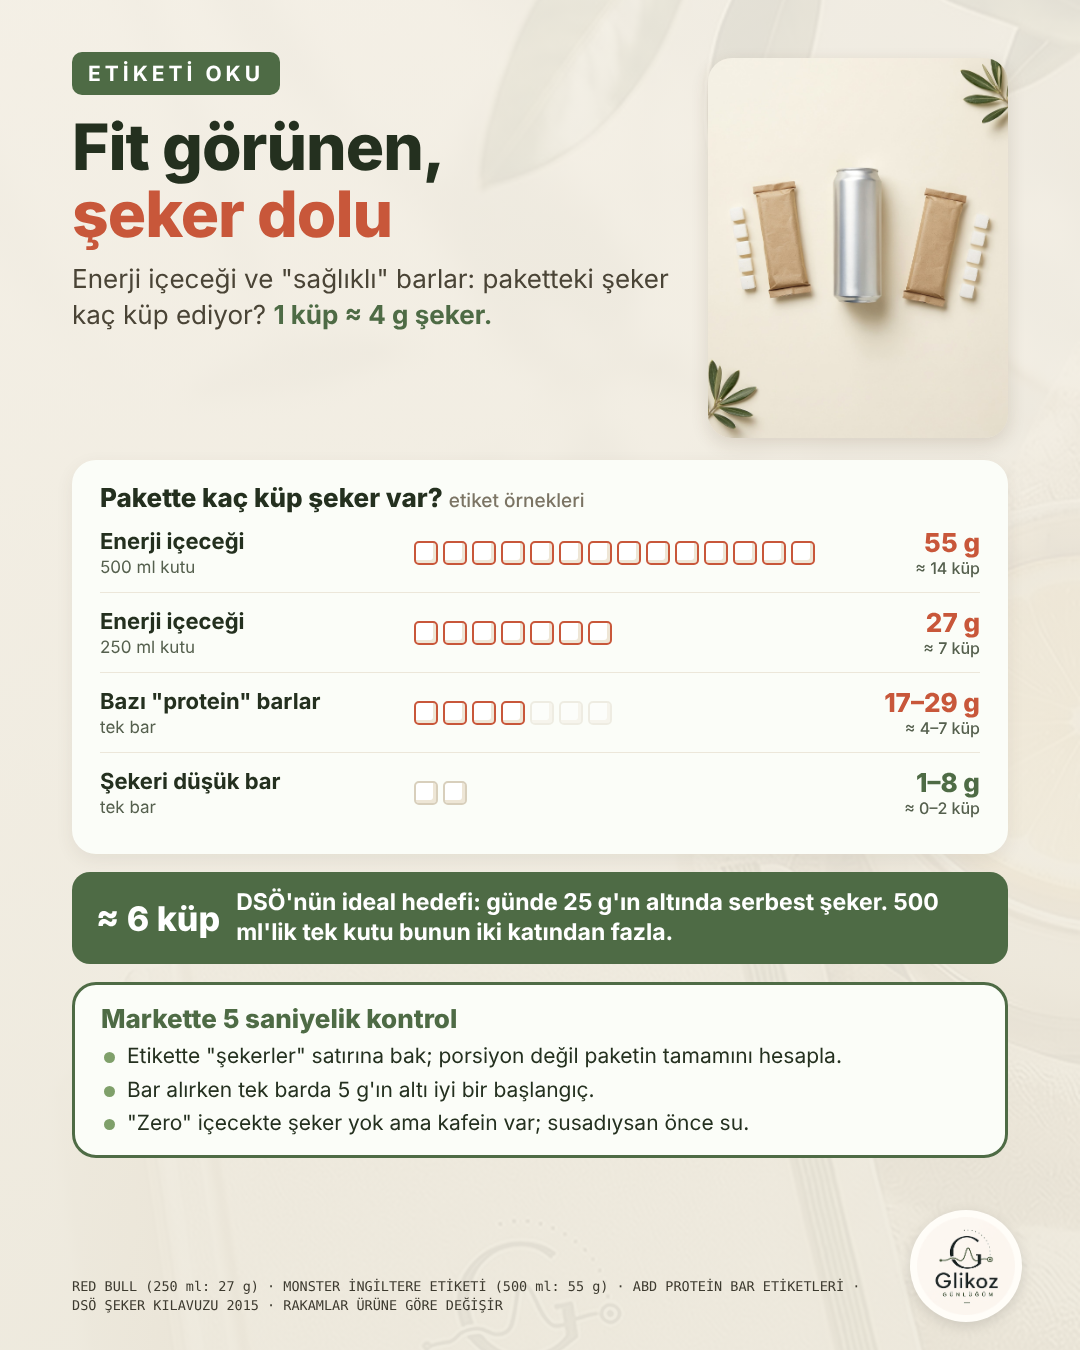 ETİKETİ OKU
Fit görünen,
şeker dolu
Enerji içeceği ve "sağlıklı" barlar: paketteki şeker
kaç küp ediyor? 1 küp ≈ 4 g şeker.
Pakette kaç küp şeker var? etiket örnekleri
Enerji içeceği
500 ml kutu
55 g
≈ 14 küp
Enerji içeceği
250 ml kutu
27 g
≈ 7 küp
Bazı "protein" barlar
tek bar
17–29 g
≈ 4–7 küp
Şekeri düşük bar
tek bar
1–8 g
≈ 0–2 küp
≈ 6 küp
DSÖ'nün ideal hedefi: günde 25 g'ın altında serbest şeker. 500
ml'lik tek kutu bunun iki katından fazla.
Markette 5 saniyelik kontrol
Etikette "şekerler" satırına bak; porsiyon değil paketin tamamını hesapla.
Bar alırken tek barda 5 g'ın altı iyi bir başlangıç.
"Zero" içecekte şeker yok ama kafein var; susadıysan önce su.
RED BULL (250 ml: 27 g) · MONSTER İNGİLTERE ETİKETİ (500 ml: 55 g) · ABD PROTEİN BAR ETİKETLERİ ·
DSÖ ŞEKER KILAVUZU 2015 · RAKAMLAR ÜRÜNE GÖRE DEĞİŞİR
G
Glikoz
GÜNLÜĞÜM